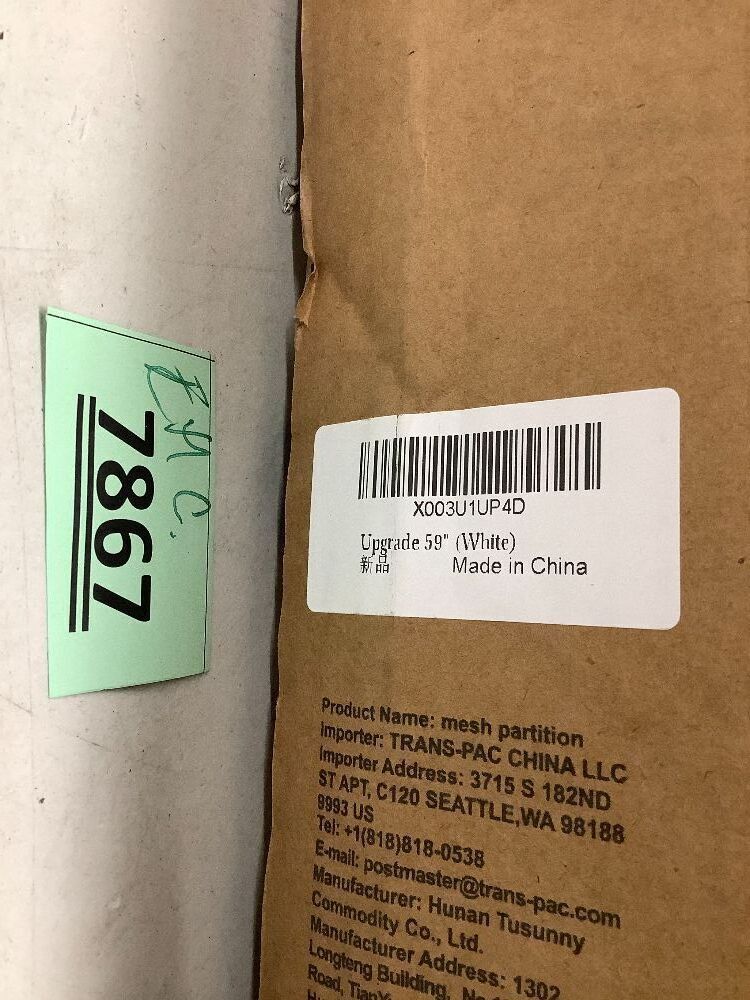 E.M.C.
7867
X003U1UP4D
Upgrade 59" (White)
新品 Made in China
Product Name: mesh partition
Importer: TRANS-PAC CHINA LLC
Importer Address: 3715 S 182ND
ST APT, C120 SEATTLE,WA 98188
9993 US
Tel: +1(818)818-0538
E-mail: postmaster@trans-pac.com
Manufacturer: Hunan Tusunny
Commodity Co., Ltd.
Manufacturer Address: 1302
Longteng Building,
Road,